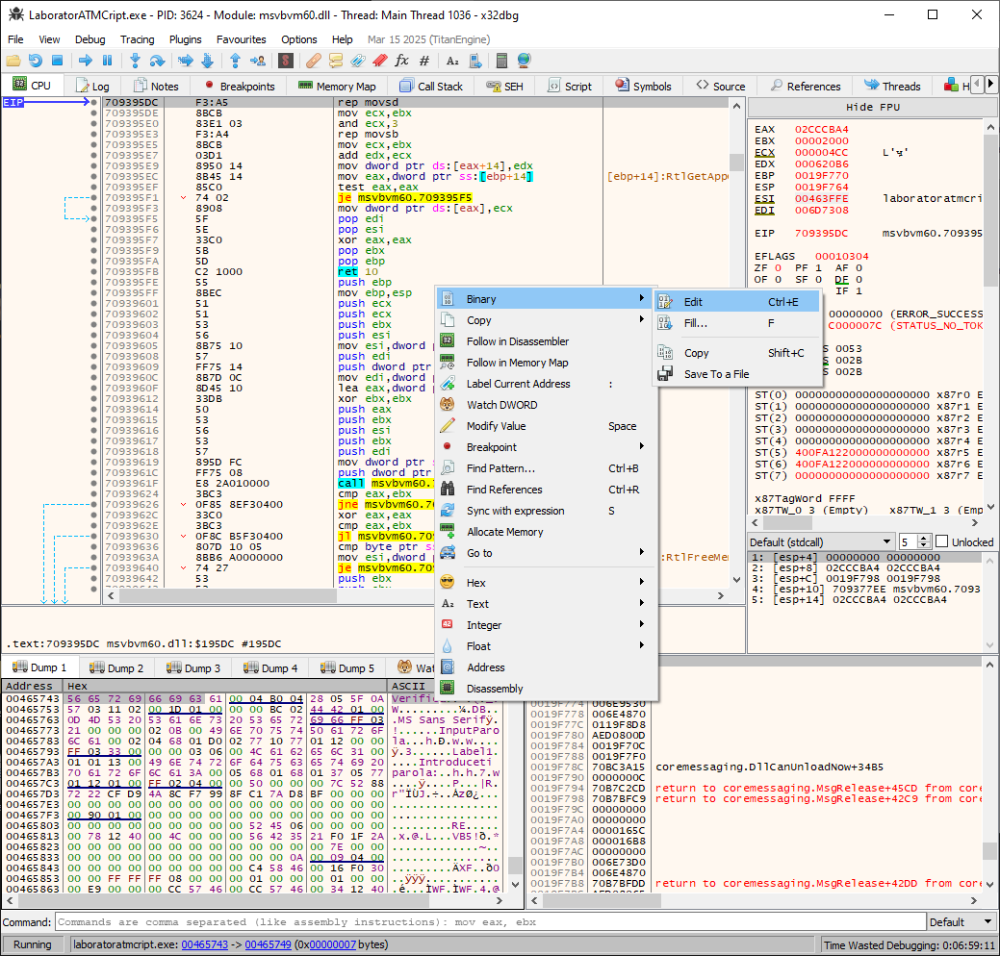 LaboratorATMCript.exe - PID: 3624 - Module: msvbvm60.dll - Thread: Main Thread 1036 - x32dbg
File View Debug Tracing Plugins Favourites Options Help Mar 15 2025 (TitanEngine)
CPU Log Notes Breakpoints Memory Map Call Stack SEH Script Symbols Source References Threads H
EIP
709395DC F3:A5 rep movsd
709395DE 8BCB mov ecx,ebx
709395E0 83E1 03 and ecx,3
709395E3 F3:A4 rep movsb
709395E5 8BCB mov ecx,ebx
709395E7 03D1 add edx,ecx
709395E9 8950 14 mov dword ptr ds:[eax+14],edx
709395EC 8B45 14 mov eax,dword ptr ss:[ebp+14] [ebp+14]:RtlGetAppC
709395EF 85C0 test eax,eax
709395F1 74 02 je msvbvm60.709395F5
709395F3 8908 mov dword ptr ds:[eax],ecx
709395F5 5F pop edi
709395F6 5E pop esi
709395F7 33C0 xor eax,eax
709395F9 5B pop ebx
709395FA 5D pop ebp
709395FB C2 1000 ret 10
709395FE 55 push ebp
709395FF 8BEC mov ebp,esp
70939601 51 push ecx
70939602 51 push ecx
70939603 53 push ebx
70939604 56 push esi
70939605 8B75 10 mov esi,dword p
70939608 57 push edi
70939609 FF75 14 push dword ptr
7093960C 8B7D 0C mov edi,dword p
7093960F 8D45 10 lea eax,dword p
70939612 33DB xor ebx,ebx
70939614 50 push eax
70939615 53 push ebx
70939616 56 push esi
70939617 53 push ebx
70939618 57 push edi
70939619 895D FC mov dword ptr s
7093961C FF75 08 push dword ptr
7093961F E8 2A010000 call msvbvm60.7
70939624 3BC3 cmp eax,ebx
70939626 0F85 8EF30400 jne msvbvm60.70
7093962C 33C0 xor eax,eax
7093962E 3BC3 cmp eax,ebx
70939630 0F8C B5F30400 jl msvbvm60.709
70939636 807D 10 05 cmp byte ptr ss
7093963A 8BB6 A0000000 mov esi,dword p :RtlFreeMe
70939640 74 27 je msvbvm60.709
70939642 53 push ebx
Binary
Copy
Follow in Disassembler
Follow in Memory Map
Label Current Address :
Watch DWORD
Modify Value Space
Breakpoint
Find Pattern... Ctrl+B
Find References Ctrl+R
Sync with expression S
Allocate Memory
Go to
Hex
Text
Integer
Float
Address
Disassembly
Edit Ctrl+E
Fill... F
Copy Shift+C
Save To a File
Hide FPU
EAX 02CCCBA4
EBX 00002000
ECX 000004CC
EDX 000620B6
EBP 0019F770
ESP 0019F764
ESI 00463FFE laboratoratmcri
EDI 006D7308
EIP 709395DC msvbvm60.709395
EFLAGS 00010304
ZF 0 PF 1 AF 0
OF 0 SF 0 DF 0
IF 1
00000000 (ERROR_SUCCESS
C000007C (STATUS_NO_TOK
S 0053
S 002B
S 002B
ST(0) 00000000000000000000 x87r0 E
ST(1) 00000000000000000000 x87r1 E
ST(2) 00000000000000000000 x87r2 E
ST(3) 00000000000000000000 x87r3 E
ST(4) 00000000000000000000 x87r4 E
ST(5) 400FA122000000000000 x87r5 E
ST(6) 400FA122000000000000 x87r6 E
ST(7) 00000000000000000000 x87r7 E
x87TagWord FFFF
x87TW_0 3 (Empty) x87TW_1 3 (Emp
Default (stdcall) 5 Unlocked
1: [esp+4] 00000000 00000000
2: [esp+8] 02CCCBA4 02CCCBA4
3: [esp+C] 0019F798 0019F798
4: [esp+10] 709377EE msvbvm60.7093
5: [esp+14] 02CCCBA4 02CCCBA4
.text:709395DC msvbvm60.dll:$195DC #195DC
Dump 1 Dump 2 Dump 3 Dump 4 Dump 5 Wat
Address Hex ASCII
00465743 56 65 72 69 66 69 63 61 00 04 B0 04 28 05 5F 0A
00465753 57 03 11 02 00 1D 01 00 00 00 BC 02 44 42 01 00 W.........¼.DB..
00465763 0D 4D 53 20 53 61 6E 73 20 53 65 72 69 66 FF 03 .MS Sans Serifÿ.
00465773 21 00 00 00 02 0B 00 49 6E 70 75 74 50 61 72 6F !......InputParo
00465783 6C 61 00 02 04 68 01 D0 02 77 10 77 01 12 00 00 la...h.Ð.w.w....
00465793 FF 03 33 00 00 00 03 06 00 4C 61 62 65 6C 31 00 ÿ.3......Label1.
004657A3 01 01 13 00 49 6E 74 72 6F 64 75 63 65 74 69 20 ....Introduceti
004657B3 70 61 72 6F 6C 61 3A 00 05 68 01 68 01 37 05 77 parola:..h.h.7.w
004657C3 01 12 01 00 FF 02 04 00 00 50 00 00 00 7C 52 88 ....ÿ....P...|R.
004657D3 72 22 CF D9 4A 8C F7 99 8F C1 7A D8 BF 00 00 00 r"ÏÙJ.÷..ÁzØ¿...
004657E3 00 00 00 00 00 00 00 00 00 00 00 00 00 00 00 00 ................
004657F3 00 90 01 00 00 00 00 00 00 00 00 00 00 00 00 00 ................
00465803 00 00 00 00 00 00 00 00 52 45 06 00 00 00 00 00 ........RE......
00465813 00 78 12 40 00 4C 00 00 00 56 42 35 21 F0 1F 2A .x.@.L...VB5!ð.*
00465823 00 00 00 00 00 00 00 00 00 00 00 00 7E 00 00 00 ............~...
00465833 00 00 00 00 00 00 00 00 00 00 0A 00 09 04 00 00
00465843 00 00 00 00 00 00 00 00 C4 58 46 00 16 F0 30
00465853 00 00 FF FF FF 08 00 00 00 01 00 00 00 01 00 00
00465863 00 E9 00 00 00 CC 57 46 00 CC 57 46 00 34 12 40 .é...ÌWF.ÌWF.4.@
0019F774 006E9530
0019F778 006E4870
0019F77C 0119F8D8
0019F780 AED0800D
0019F784 0019F70C
0019F788 0019F7F0
0019F78C 70BC3A15 coremessaging.DllCanUnloadNow+34B5
0019F790 0000000C
0019F794 70B7C2CD return to coremessaging.MsgRelease+45CD from core
0019F798 70B7BFC9 return to coremessaging.MsgRelease+42C9 from core
0019F79C 00000000
0019F7A0 00000000
0019F7A4 0000165C
0019F7A8 000016B8
0019F7AC 00000000
0019F7B0 006E73D0
0019F7B4 006E4870
0019F7B8 70B7BFDD return to coremessaging.MsgRelease+42DD from core
Command: Commands are comma separated (like assembly instructions): mov eax, ebx Default
Running laboratoratmcript.exe: 00465743 -> 00465749 (0x00000007 bytes) Time Wasted Debugging: 0:06:59:11